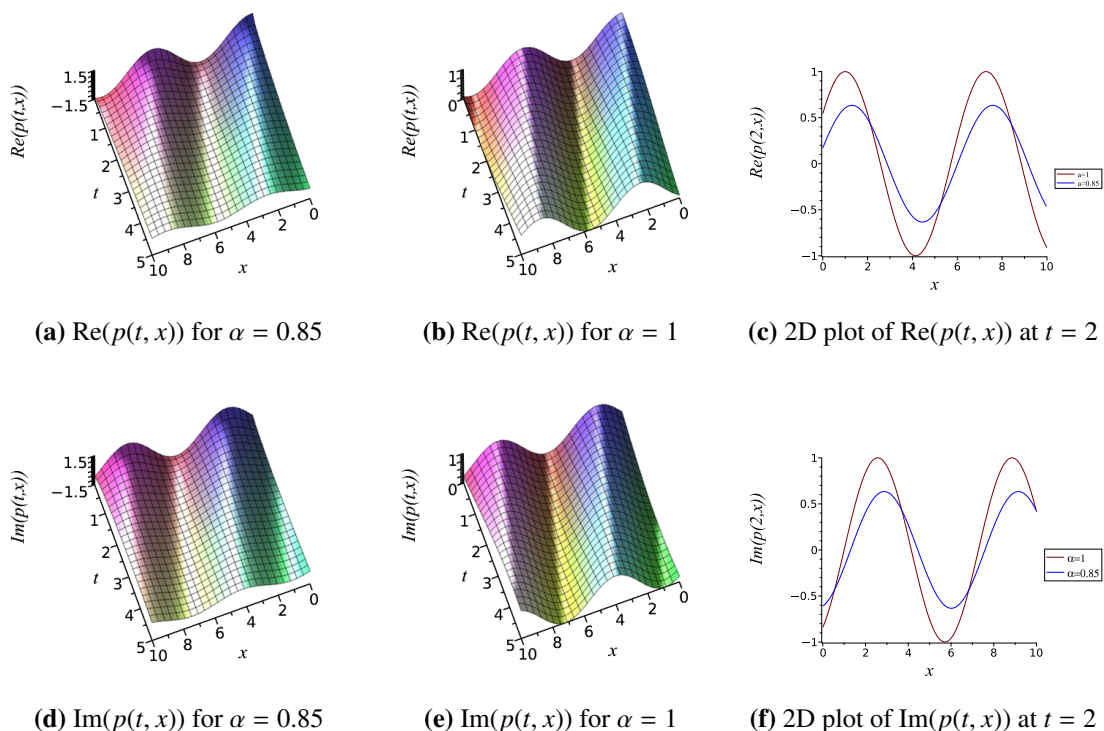 Re(p(t,x))
1.5
−1.5
1
2
3
4
5
t
10
8
6
4
2
0
x
Re(p(t,x))
1
0
1
2
3
4
5
t
10
8
6
4
2
0
x
Re(p(2,x))
1
0.5
0
−0.5
−1
0
2
4
6
8
10
x
a=1
a=0.85
(a) Re(p(t, x)) for α = 0.85
(b) Re(p(t, x)) for α = 1
(c) 2D plot of Re(p(t, x)) at t = 2
Im(p(t,x))
1.5
−1.5
1
2
3
4
5
t
10
8
6
4
2
0
x
Im(p(t,x))
1
0
1
2
3
4
5
t
10
8
6
4
2
0
x
Im(p(2,x))
1
0.5
0
−0.5
−1
0
2
4
6
8
10
x
α=1
α=0.85
(d) Im(p(t, x)) for α = 0.85
(e) Im(p(t, x)) for α = 1
(f) 2D plot of Im(p(t, x)) at t = 2